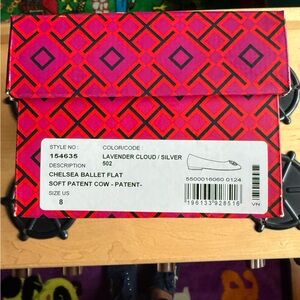 STYLE NO :
COLOR/CODE :
154635
LAVENDER CLOUD / SILVER
DESCRIPTION
502
CHELSEA BALLET FLAT
SOFT PATENT COW - PATENT-
SIZE US
8
5500016060 0124
196133928516
VN